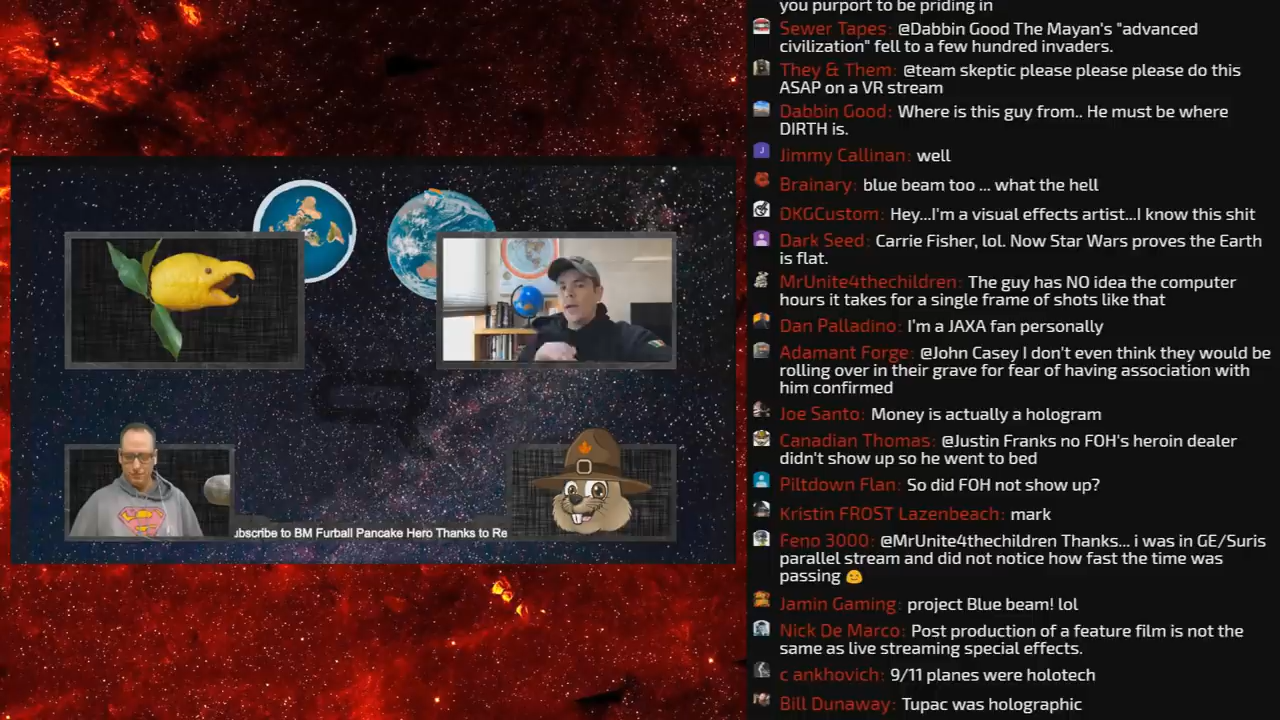 you purport to be priding in
Sewer Tapes: @Dabbin Good The Mayan's "advanced
civilization" fell to a few hundred invaders.
They & Them: @team skeptic please please please do this
ASAP on a VR stream
Dabbin Good: Where is this guy from.. He must be where
DIRTH is.
Jimmy Callinan: well
Brainary: blue beam too ... what the hell
DKGCustom: Hey...I'm a visual effects artist...I know this shit
Dark Seed: Carrie Fisher, lol. Now Star Wars proves the Earth
is flat.
MrUnite4thechildren: The guy has NO idea the computer
hours it takes for a single frame of shots like that
Dan Palladino: I'm a JAXA fan personally
Adamant Forge: @John Casey I don't even think they would be
rolling over in their grave for fear of having association with
him confirmed
Joe Santo: Money is actually a hologram
Canadian Thomas: @Justin Franks no FOH's heroin dealer
didn't show up so he went to bed
Piltdown Flan: So did FOH not show up?
Kristin FROST Lazenbeach: mark
Feno 3000: @MrUnite4thechildren Thanks... i was in GE/Suris
parallel stream and did not notice how fast the time was
passing
Jamin Gaming: project Blue beam! lol
Nick De Marco: Post production of a feature film is not the
same as live streaming special effects.
c ankhovich: 9/11 planes were holotech
Bill Dunaway: Tupac was holographic
ubscribe to BM Furball Pancake Hero Thanks to Re
J